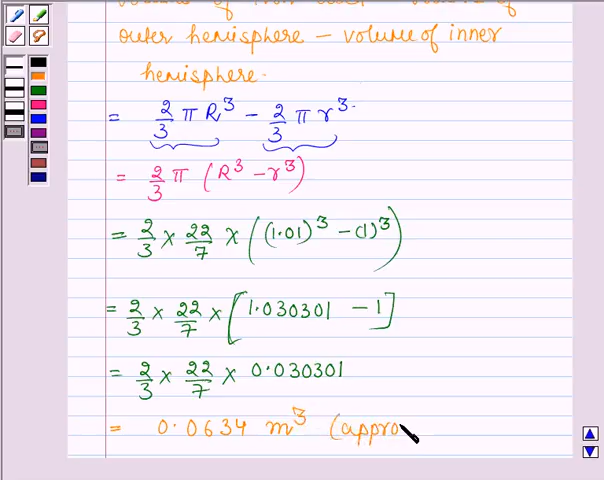 outer hemisphere – volume of inner
hemisphere.
= 2/3 π R³ – 2/3 π r³.
= 2/3 π (R³ – r³)
= 2/3 × 22/7 × ((1.01)³ – (1)³)
= 2/3 × 22/7 × [1.030301 – 1]
= 2/3 × 22/7 × 0.030301
= 0.0634 m³ (appro